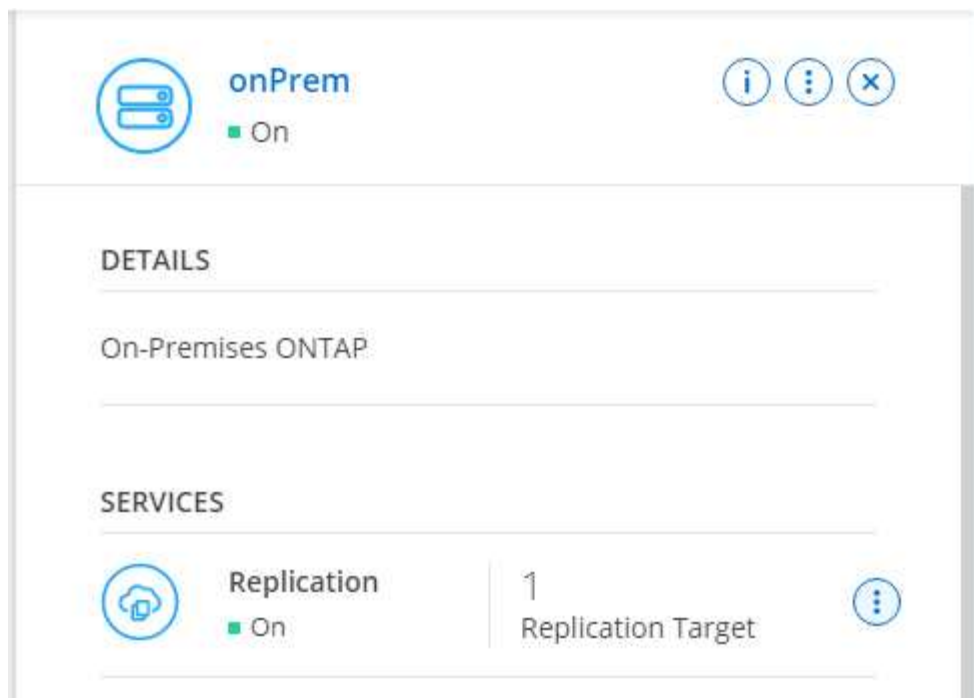 onPrem
On
DETAILS
On-Premises ONTAP
SERVICES
Replication
On
1
Replication Target